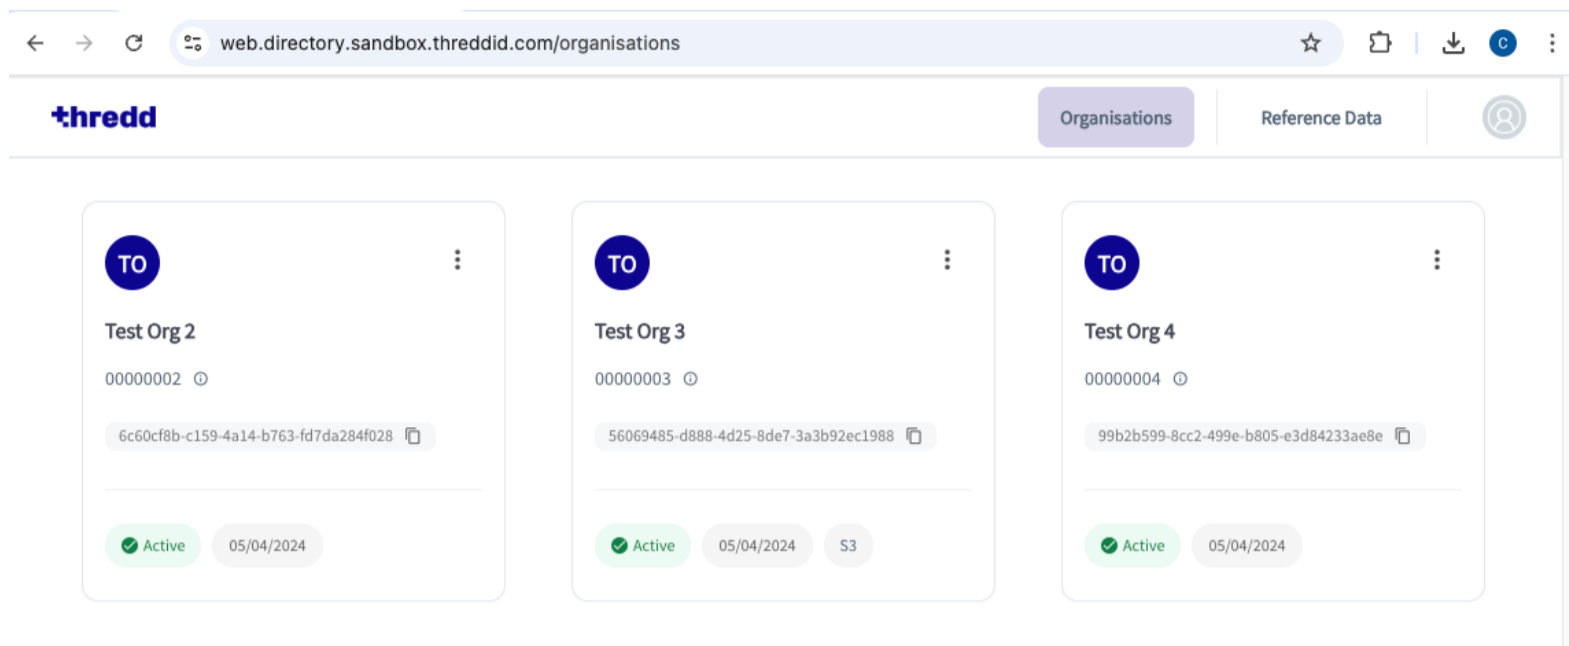 web.directory.sandbox.threddid.com/organisations
C
thredd
Organisations
Reference Data
TO
Test Org 2
00000002
6c60cf8b-c159-4a14-b763-fd7da284f028
Active 05/04/2024
TO
Test Org 3
00000003
56069485-d888-4d25-8de7-3a3b92ec1988
Active 05/04/2024 S3
TO
Test Org 4
00000004
99b2b599-8cc2-499e-b805-e3d84233ae8e
Active 05/04/2024